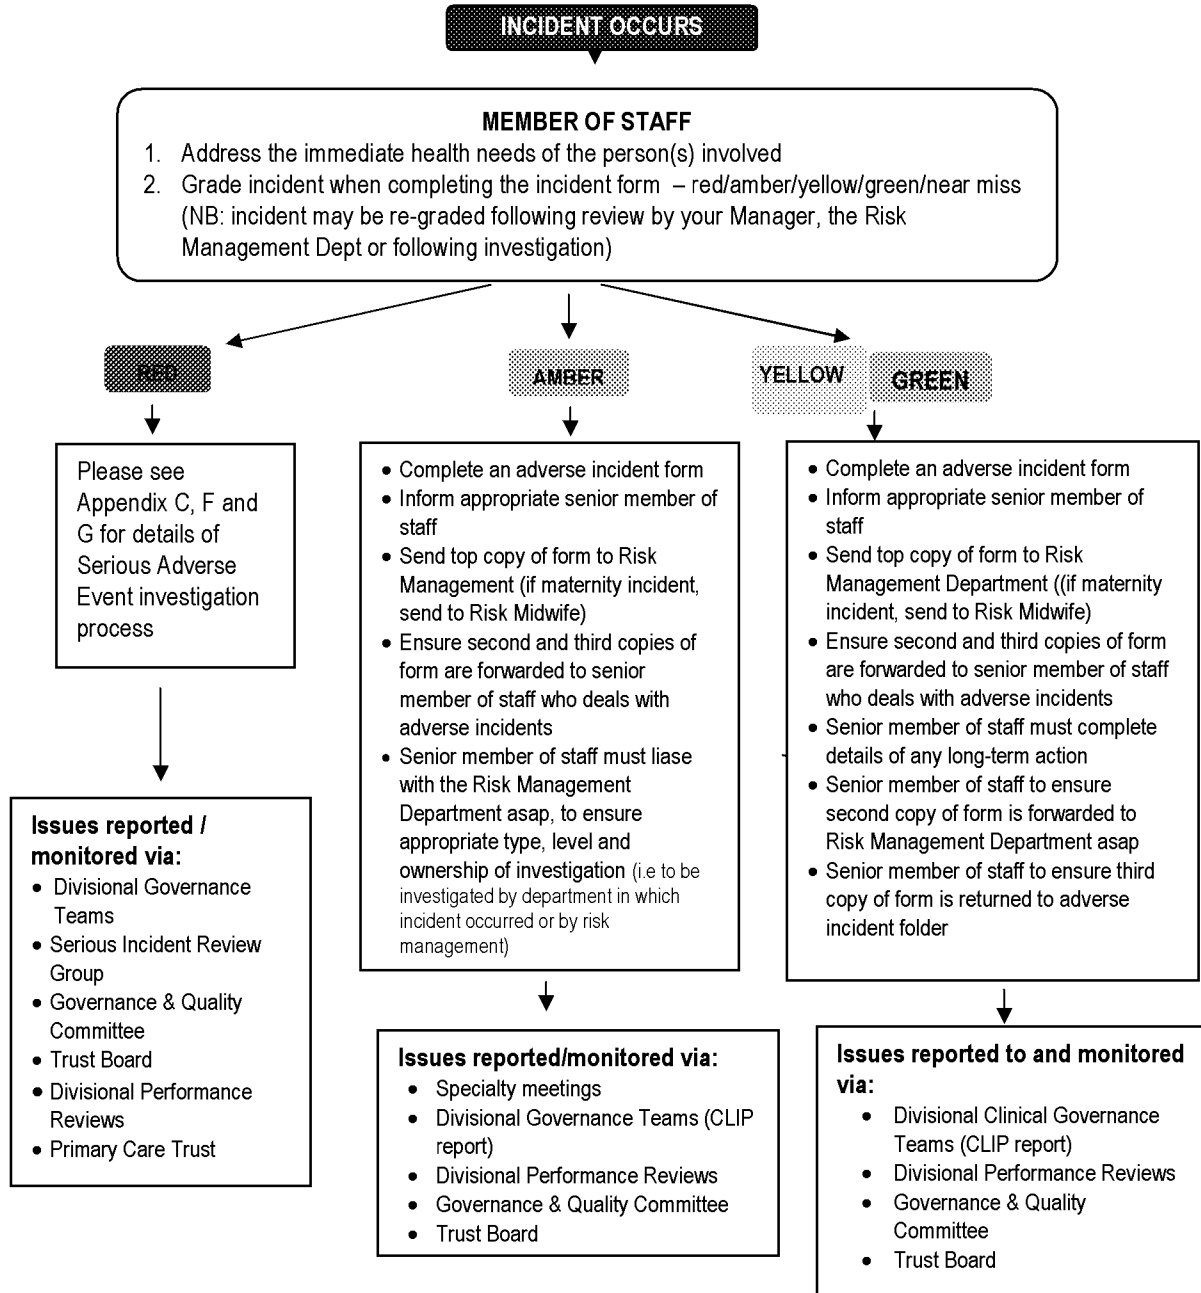 INCIDENT OCCURS
MEMBER OF STAFF
1. Address the immediate health needs of the person(s) involved
2. Grade incident when completing the incident form – red/amber/yellow/green/near miss
(NB: incident may be re-graded following review by your Manager, the Risk
Management Dept or following investigation)
RED
Please see
Appendix C, F and
G for details of
Serious Adverse
Event investigation
process
Issues reported /
monitored via:
• Divisional Governance
Teams
• Serious Incident Review
Group
• Governance & Quality
Committee
• Trust Board
• Divisional Performance
Reviews
• Primary Care Trust
AMBER
• Complete an adverse incident form
• Inform appropriate senior member of
staff
• Send top copy of form to Risk
Management (if maternity incident,
send to Risk Midwife)
• Ensure second and third copies of
form are forwarded to senior
member of staff who deals with
adverse incidents
• Senior member of staff must liase
with the Risk Management
Department asap, to ensure
appropriate type, level and
ownership of investigation (i.e to be
investigated by department in which
incident occurred or by risk
management)
Issues reported/monitored via:
• Specialty meetings
• Divisional Governance Teams (CLIP
report)
• Divisional Performance Reviews
• Governance & Quality Committee
• Trust Board
YELLOW
GREEN
• Complete an adverse incident form
• Inform appropriate senior member of
staff
• Send top copy of form to Risk
Management Department ((if maternity
incident, send to Risk Midwife)
• Ensure second and third copies of form
are forwarded to senior member of staff
who deals with adverse incidents
• Senior member of staff must complete
details of any long-term action
• Senior member of staff to ensure
second copy of form is forwarded to
Risk Management Department asap
• Senior member of staff to ensure third
copy of form is returned to adverse
incident folder
Issues reported to and monitored
via:
• Divisional Clinical Governance
Teams (CLIP report)
• Divisional Performance Reviews
• Governance & Quality
Committee
• Trust Board